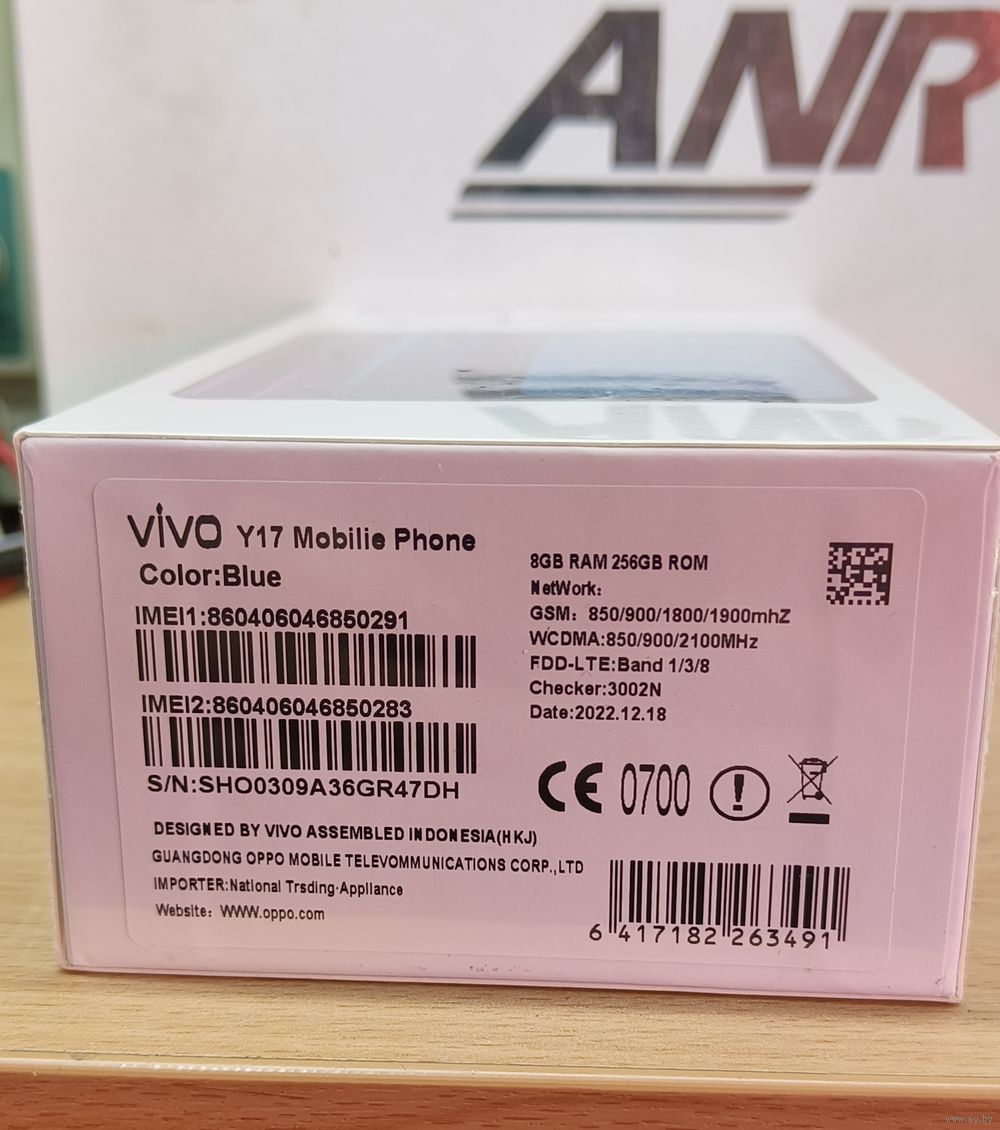 ANR
vivo Y17 Mobilie Phone
Color:Blue
IMEI1:860406046850291
IMEI2:860406046850283
S/N:SHO0309A36GR47DH
8GB RAM 256GB ROM
NetWork:
GSM: 850/900/1800/1900mhZ
WCDMA:850/900/2100MHz
FDD-LTE:Band 1/3/8
Checker:3002N
Date:2022.12.18
CE 0700
DESIGNED BY VIVO ASSEMBLED INDONESIA(HKJ)
GUANGDONG OPPO MOBILE TELEVOMMUNICATIONS CORP.,LTD
IMPORTER:National Trsding·Appliance
Website: WWW.oppo.com
6 417182 263491
www.ay.by